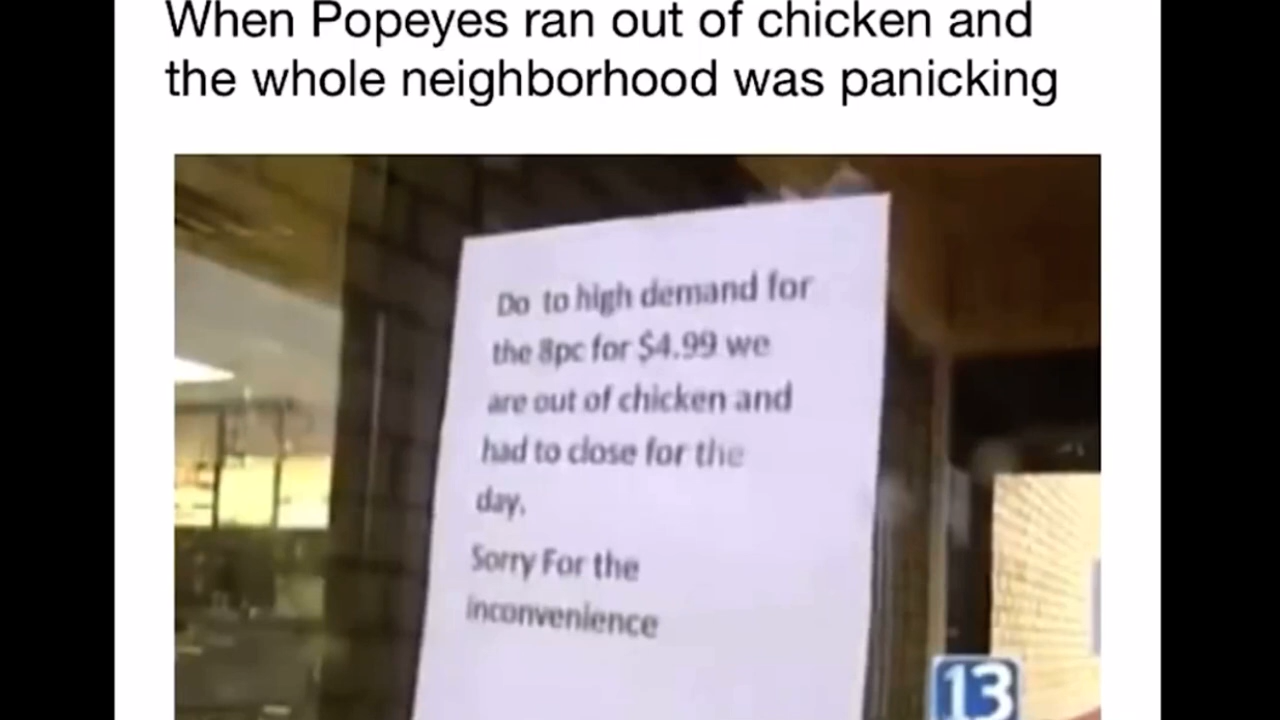 When Popeyes ran out of chicken and
the whole neighborhood was panicking
Do to high demand for
the 8pc for $4.99 we
are out of chicken and
had to close for the
day.
Sorry For the
inconvenience
13